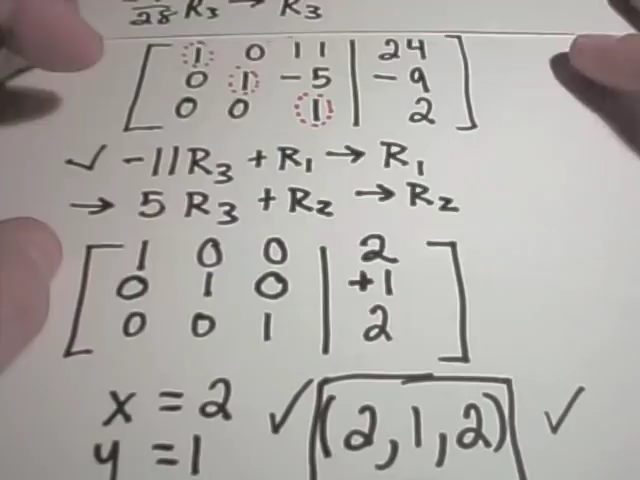 28 R₃ → R₃
1 0 11 | 24
0 1 -5 | -9
0 0 1 | 2
✓ -11R₃ + R₁ → R₁
→ 5 R₃ + R₂ → R₂
1 0 0 | 2
0 1 0 | +1
0 0 1 | 2
x = 2 ✓ (2,1,2) ✓
y = 1